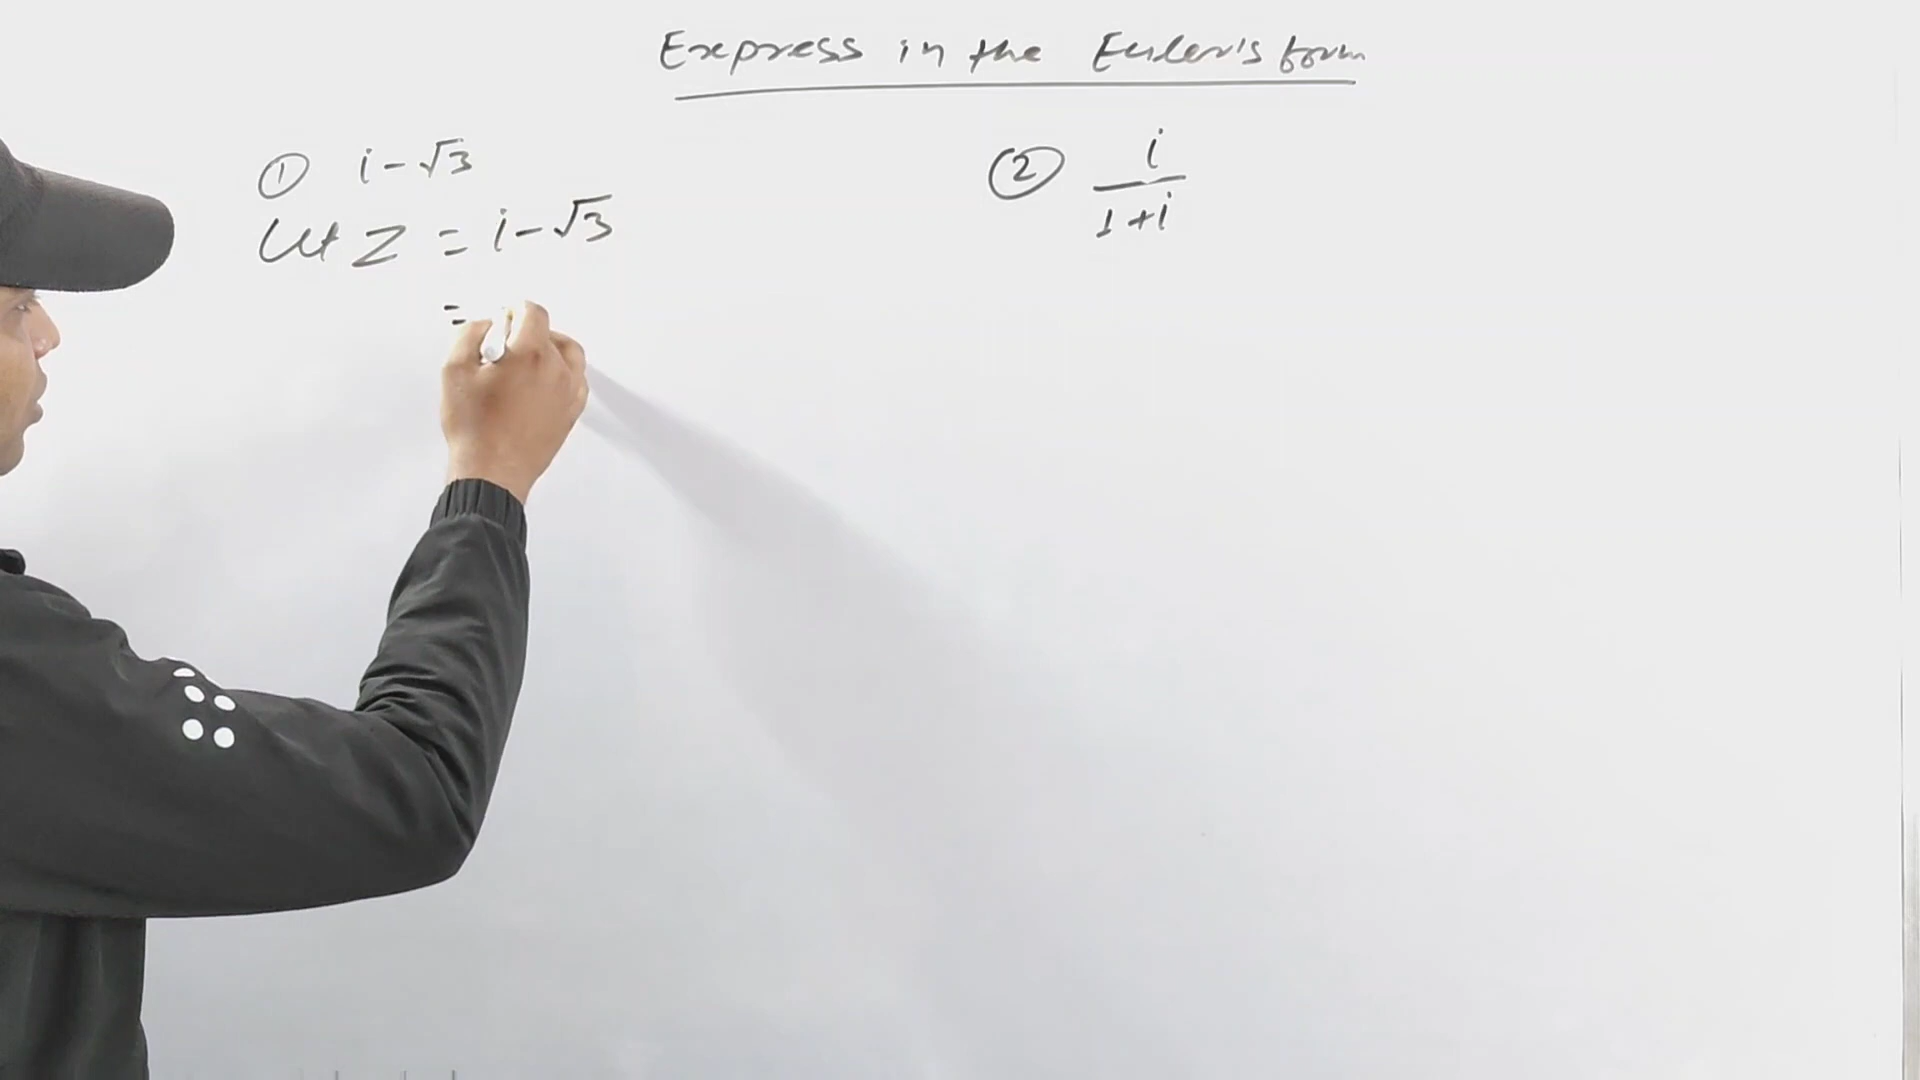 Express in the Euler's form
① i - √3
Let Z = i - √3
=
② i / 1+i